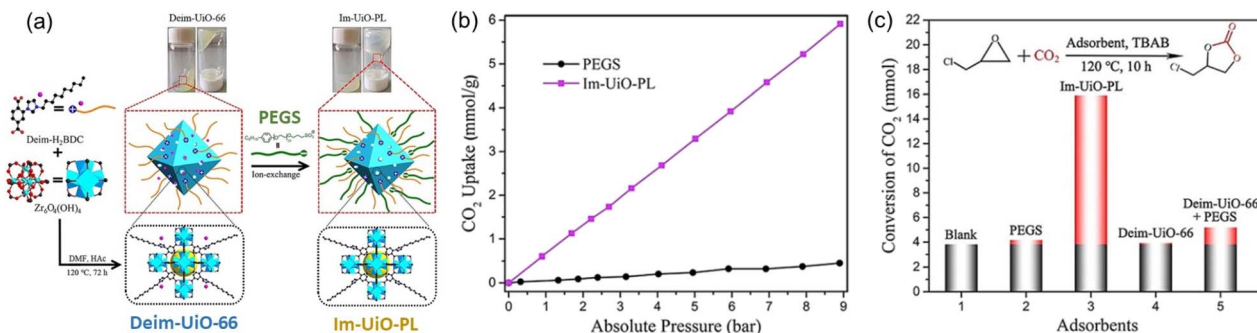 (a)
Deim-UiO-66
Im-UiO-PL
Deim-H₂BDC
+
Zr₆O₄(OH)₄
DMF, HAc
120 °C, 72 h
PEGS
Ion-exchange
Deim-UiO-66
Im-UiO-PL
(b)
CO₂ Uptake (mmol/g)
6
5
4
3
2
1
0
PEGS
Im-UiO-PL
0 1 2 3 4 5 6 7 8 9
Absolute Pressure (bar)
(c)
Conversion of CO₂ (mmol)
22
20
18
16
14
12
10
8
6
4
2
0
Cl
O
+ CO₂
Adsorbent, TBAB
120 °C, 10 h
O
O
O
Cl
Blank
PEGS
Im-UiO-PL
Deim-UiO-66
Deim-UiO-66
+ PEGS
1 2 3 4 5
Adsorbents